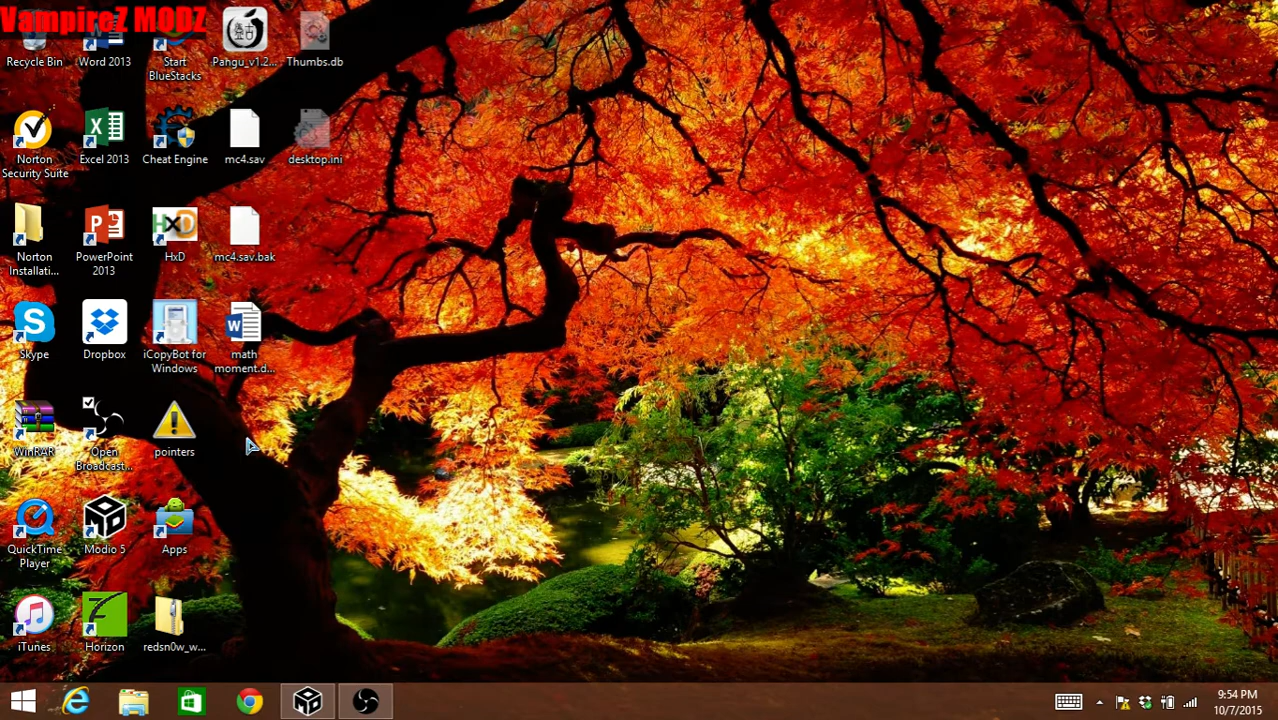 VampireZ MODZ
Recycle Bin
Word 2013
Start
BlueStacks
Pangu_v1.2...
Thumbs.db
Norton
Security Suite
Excel 2013
Cheat Engine
mc4.sav
desktop.ini
Norton
Installati...
PowerPoint
2013
HxD
mc4.sav.bak
Skype
Dropbox
iCopyBot for
Windows
math
moment.d...
WinRAR
Open
Broadcast...
pointers
QuickTime
Player
Modio 5
Apps
iTunes
Horizon
redsn0w_w...
9:54 PM
10/7/2015